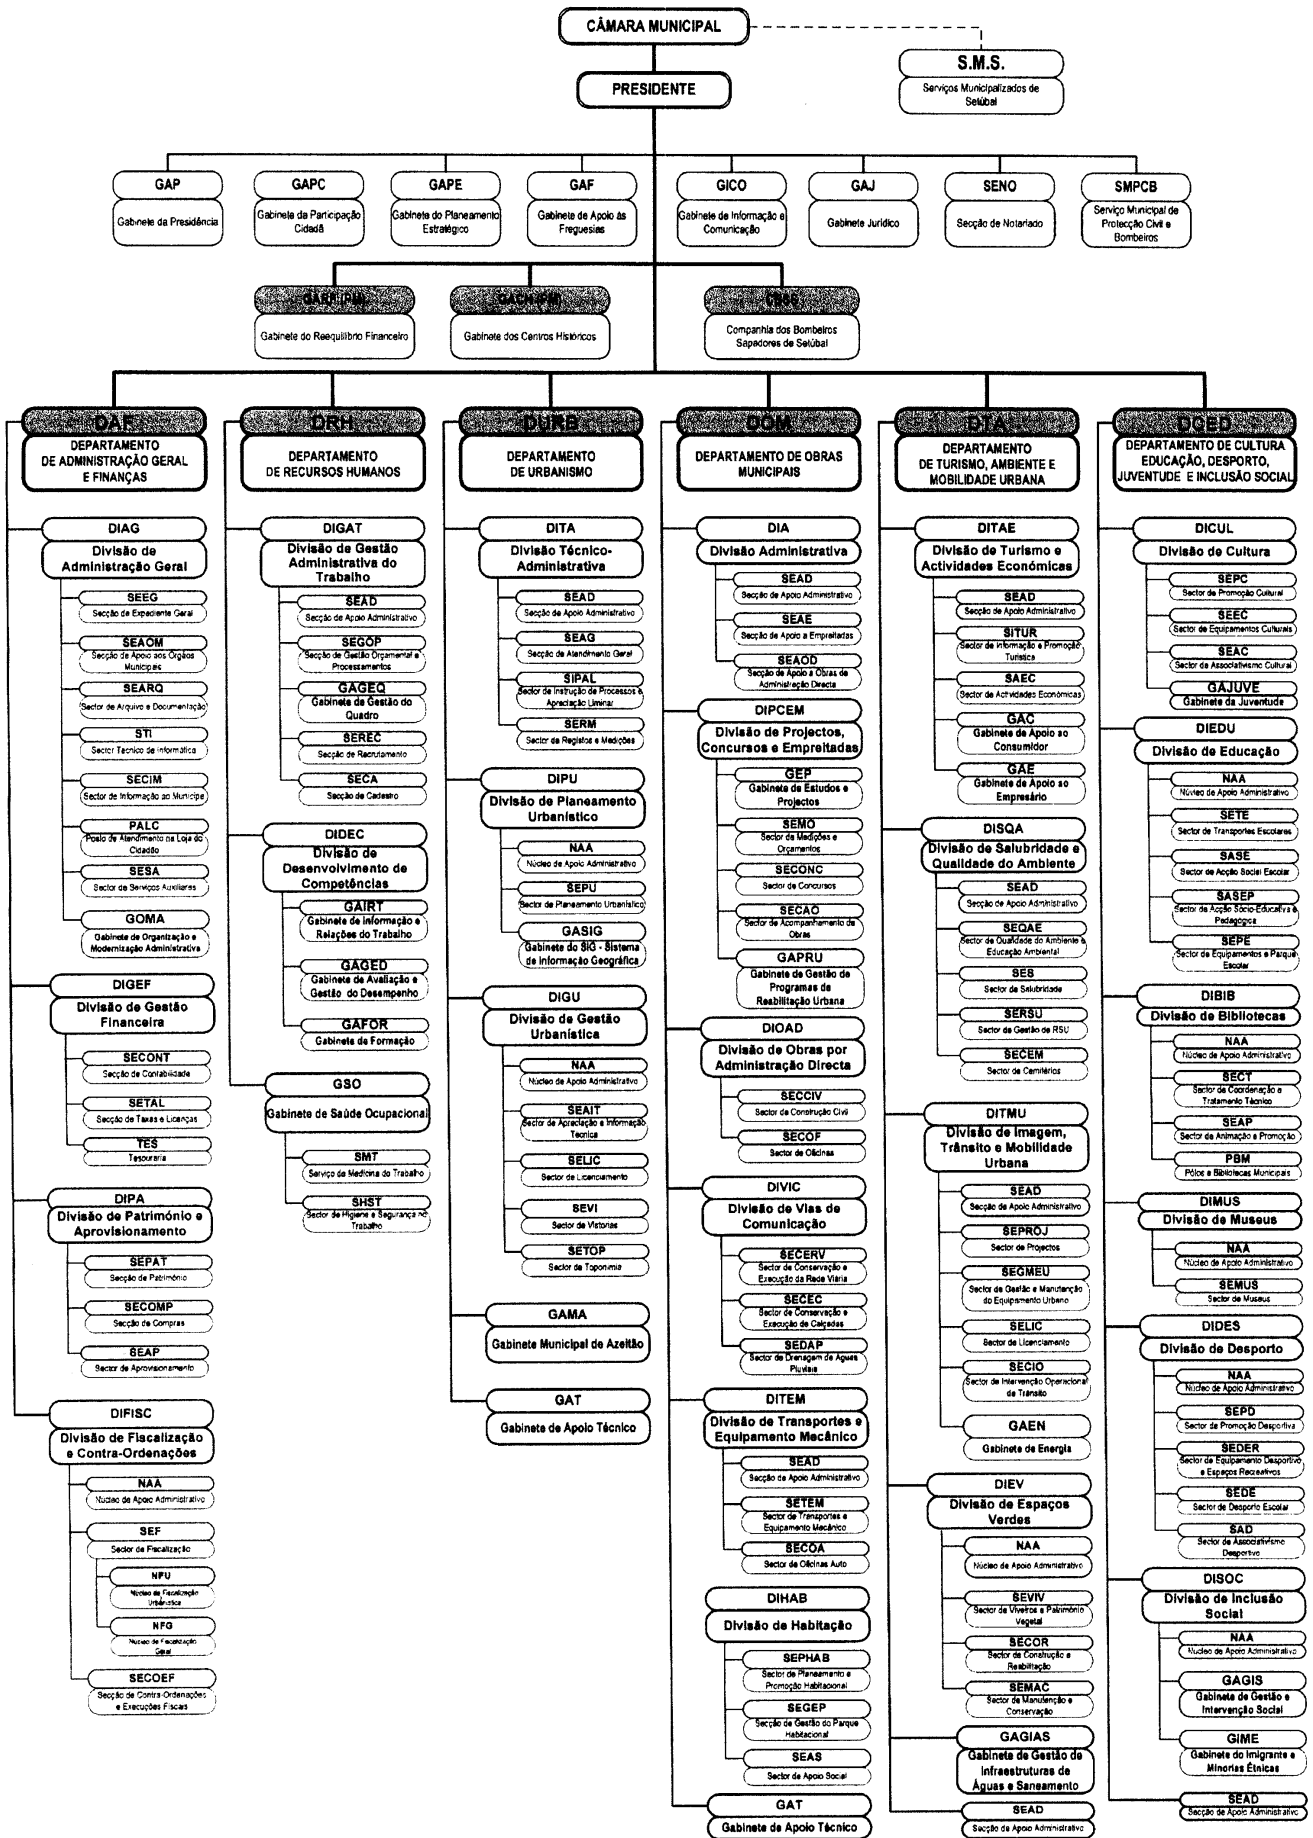 CÂMARA MUNICIPAL
S.M.S.
Serviços Municipalizados de
Setúbal
PRESIDENTE
GAP
Gabinete da Presidência
GAPC
Gabinete da Participação
Cidadã
GAPE
Gabinete do Planeamento
Estratégico
GAF
Gabinete de Apoio às
Freguesias
GICO
Gabinete de Informação e
Comunicação
GAJ
Gabinete Jurídico
SENO
Secção de Notariado
SMPCB
Serviço Municipal de
Protecção Civil e
Bombeiros
Gabinete do Reequilíbrio Financeiro
GACH (PM)
Gabinete dos Centros Históricos
CBSS
Companhia dos Bombeiros
Sapadores de Setúbal
DAF
DEPARTAMENTO
DE ADMINISTRAÇÃO GERAL
E FINANÇAS
DIAG
Divisão de
Administração Geral
SEEG
Secção de Expediente Geral
SEAOM
Secção de Apoio aos Órgãos
Municipais
SEARQ
Sector de Arquivo e Documentação
STI
Sector Técnico de Informática
SECIM
Sector de Informação ao Munícipe
PALC
Posto de Atendimento na Loja do
Cidadão
SESA
Sector de Serviços Auxiliares
GOMA
Gabinete de Organização e
Modernização Administrativa
DIGEF
Divisão de Gestão
Financeira
SECONT
Secção de Contabilidade
SETAL
Secção de Taxas e Licenças
TES
Tesouraria
DIPA
Divisão de Património e
Aprovisionamento
SEPAT
Secção de Património
SECOMP
Secção de Compras
SEAP
Sector de Aprovisionamento
DIFISC
Divisão de Fiscalização
e Contra-Ordenações
NAA
Núcleo de Apoio Administrativo
SEF
Sector de Fiscalização
NFU
Núcleo de Fiscalização
Urbanística
NFG
Núcleo de Fiscalização
Geral
SECOEF
Secção de Contra-Ordenações
e Execuções Fiscais
DRH
DEPARTAMENTO
DE RECURSOS HUMANOS
DIGAT
Divisão de Gestão
Administrativa do
Trabalho
SEAD
Secção de Apoio Administrativo
SEGOP
Secção de Gestão Orçamental e
Processamentos
GAGEQ
Gabinete de Gestão do
Quadro
SEREC
Secção de Recrutamento
SECA
Secção de Cadastro
DIDEC
Divisão de
Desenvolvimento de
Competências
GAIRT
Gabinete de Informação e
Relações do Trabalho
GAGED
Gabinete de Avaliação e
Gestão do Desempenho
GAFOR
Gabinete de Formação
GSO
Gabinete de Saúde Ocupacional
SMT
Serviço de Medicina do Trabalho
SHST
Sector de Higiene e Segurança no
Trabalho
DURB
DEPARTAMENTO
DE URBANISMO
DITA
Divisão Técnico-
Administrativa
SEAD
Secção de Apoio Administrativo
SEAG
Secção de Atendimento Geral
SIPAL
Sector de Instrução de Processos e
Apreciação Liminar
SERM
Sector de Registos e Medições
DIPU
Divisão de Planeamento
Urbanístico
NAA
Núcleo de Apoio Administrativo
SEPU
Sector de Planeamento Urbanístico
GASIG
Gabinete do SIG - Sistema
de Informação Geográfica
DIGU
Divisão de Gestão
Urbanística
NAA
Núcleo de Apoio Administrativo
SEAIT
Sector de Apreciação e Informação
Técnica
SELIC
Sector de Licenciamento
SEVI
Sector de Vistorias
SETOP
Sector de Toponímia
GAMA
Gabinete Municipal de Azeitão
GAT
Gabinete de Apoio Técnico
DOM
DEPARTAMENTO DE OBRAS
MUNICIPAIS
DIA
Divisão Administrativa
SEAD
Secção de Apoio Administrativo
SEAE
Secção de Apoio a Empreitadas
SEAOD
Secção de Apoio a Obras de
Administração Directa
DIPCEM
Divisão de Projectos,
Concursos e Empreitadas
GEP
Gabinete de Estudos e
Projectos
SEMO
Sector de Medições e
Orçamentos
SECONC
Sector de Concursos
SECAO
Sector de Acompanhamento de
Obras
GAPRU
Gabinete de Gestão de
Programas de
Reabilitação Urbana
DIOAD
Divisão de Obras por
Administração Directa
SECCIV
Sector de Construção Civil
SECOF
Sector de Oficinas
DIVIC
Divisão de Vias de
Comunicação
SECERV
Sector de Conservação e
Execução da Rede Viária
SECEC
Sector de Conservação e
Execução de Calçadas
SEDAP
Sector de Drenagem de Águas
Pluviais
DITEM
Divisão de Transportes e
Equipamento Mecânico
SEAD
Secção de Apoio Administrativo
SETEM
Sector de Transportes e
Equipamento Mecânico
SECOA
Sector de Oficinas Auto
DIHAB
Divisão de Habitação
SEPHAB
Sector de Planeamento e
Promoção Habitacional
SEGEP
Secção de Gestão do Parque
Habitacional
SEAS
Sector de Apoio Social
GAT
Gabinete de Apoio Técnico
DTA
DEPARTAMENTO
DE TURISMO, AMBIENTE E
MOBILIDADE URBANA
DITAE
Divisão de Turismo e
Actividades Económicas
SEAD
Secção de Apoio Administrativo
SITUR
Sector de Informação e Promoção
Turística
SAEC
Sector de Actividades Económicas
GAC
Gabinete de Apoio ao
Consumidor
GAE
Gabinete de Apoio ao
Empresário
DISQA
Divisão de Salubridade e
Qualidade do Ambiente
SEAD
Secção de Apoio Administrativo
SEQAE
Sector de Qualidade do Ambiente e
Educação Ambiental
SES
Sector de Salubridade
SERSU
Sector de Gestão de RSU
SECEM
Sector de Cemitérios
DITMU
Divisão de Imagem,
Trânsito e Mobilidade
Urbana
SEAD
Secção de Apoio Administrativo
SEPROJ
Sector de Projectos
SEGMEU
Sector de Gestão e Manutenção
do Equipamento Urbano
SELIC
Sector de Licenciamento
SECIO
Sector de Intervenção Operacional
de Trânsito
GAEN
Gabinete de Energia
DIEV
Divisão de Espaços
Verdes
NAA
Núcleo de Apoio Administrativo
SEVIV
Sector de Viveiros e Património
Vegetal
SECOR
Sector de Construção e
Reabilitação
SEMAC
Sector de Manutenção e
Conservação
GAGIAS
Gabinete de Gestão de
Infraestruturas de
Águas e Saneamento
SEAD
Secção de Apoio Administrativo
DCED
DEPARTAMENTO DE CULTURA
EDUCAÇÃO, DESPORTO,
JUVENTUDE E INCLUSÃO SOCIAL
DICUL
Divisão de Cultura
SEPC
Sector de Promoção Cultural
SEEC
Sector de Equipamentos Culturais
SEAC
Sector de Associativismo Cultural
GAJUVE
Gabinete da Juventude
DIEDU
Divisão de Educação
NAA
Núcleo de Apoio Administrativo
SETE
Sector de Transportes Escolares
SASE
Sector de Acção Social Escolar
SASEP
Sector de Acção Sócio-Educativa e
Pedagógica
SEPE
Sector de Equipamentos e Parque
Escolar
DIBIB
Divisão de Bibliotecas
NAA
Núcleo de Apoio Administrativo
SECT
Sector de Coordenação e
Tratamento Técnico
SEAP
Sector de Animação e Promoção
PBM
Pólos e Bibliotecas Municipais
DIMUS
Divisão de Museus
NAA
Núcleo de Apoio Administrativo
SEMUS
Sector de Museus
DIDES
Divisão de Desporto
NAA
Núcleo de Apoio Administrativo
SEPD
Sector de Promoção Desportiva
SEDER
Sector de Equipamento Desportivo
e Espaços Recreativos
SEDE
Sector de Desporto Escolar
SAD
Sector de Associativismo
Desportivo
DISOC
Divisão de Inclusão
Social
NAA
Núcleo de Apoio Administrativo
GAGIS
Gabinete de Gestão e
Intervenção Social
GIME
Gabinete do Imigrante e
Minorias Étnicas
SEAD
Secção de Apoio Administrativo